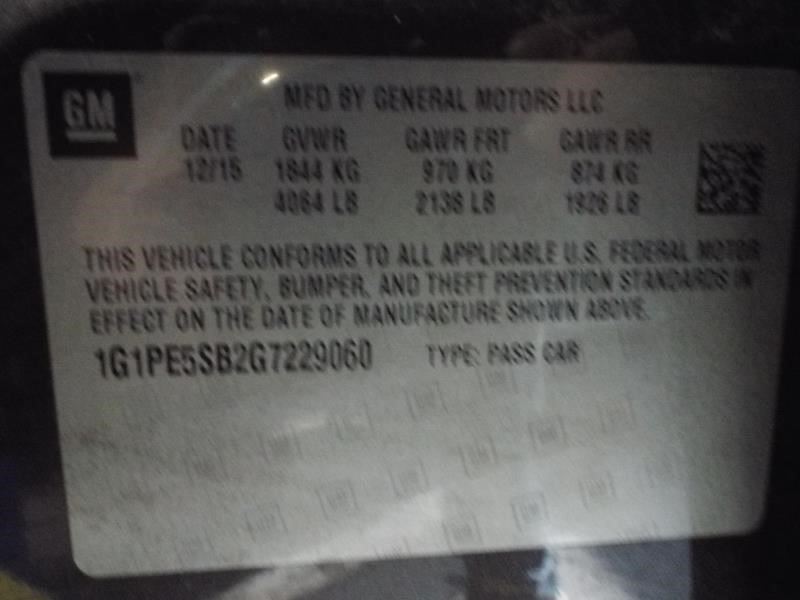 GM
MFD BY GENERAL MOTORS LLC
DATE GVWR GAWR FRT GAWR RR
12/15 1844 KG 970 KG 874 KG
4064 LB 2138 LB 1926 LB
THIS VEHICLE CONFORMS TO ALL APPLICABLE U.S. FEDERAL MOTOR
VEHICLE SAFETY, BUMPER, AND THEFT PREVENTION STANDARDS IN
EFFECT ON THE DATE OF MANUFACTURE SHOWN ABOVE.
1G1PE5SB2G7229060 TYPE: PASS CAR